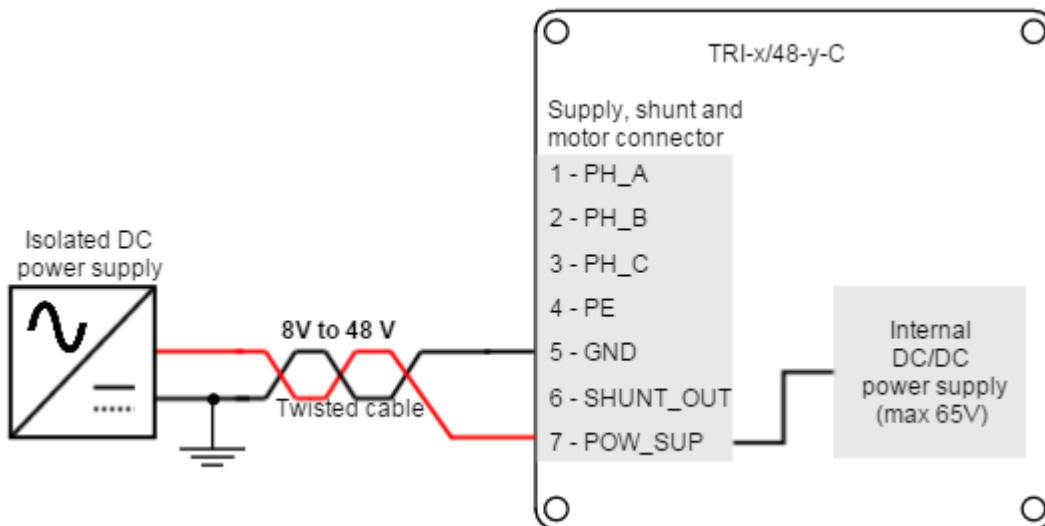 TRI-x/48-y-C
Supply, shunt and
motor connector
1 - PH_A
2 - PH_B
3 - PH_C
4 - PE
5 - GND
6 - SHUNT_OUT
7 - POW_SUP
Isolated DC
power supply
8V to 48 V
Twisted cable
Internal
DC/DC
power supply
(max 65V)